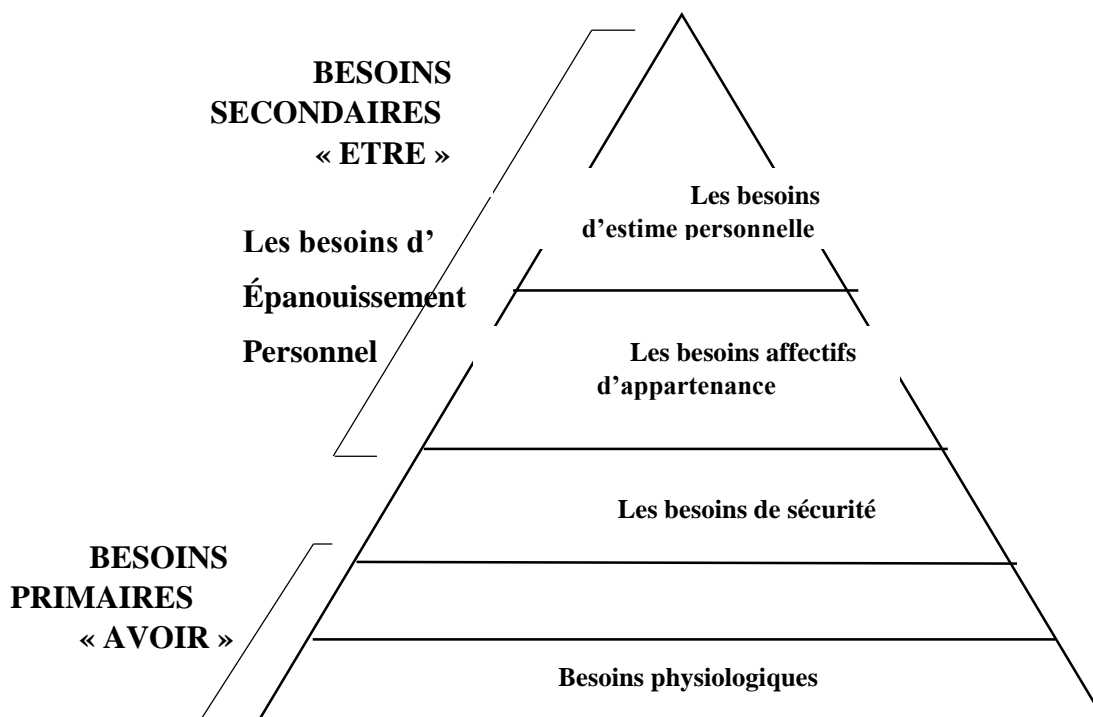 BESOINS
SECONDAIRES
« ETRE »
Les besoins d’
Épanouissement
Personnel
Les besoins
d’estime personnelle
Les besoins affectifs
d’appartenance
Les besoins de sécurité
BESOINS
PRIMAIRES
« AVOIR »
Besoins physiologiques